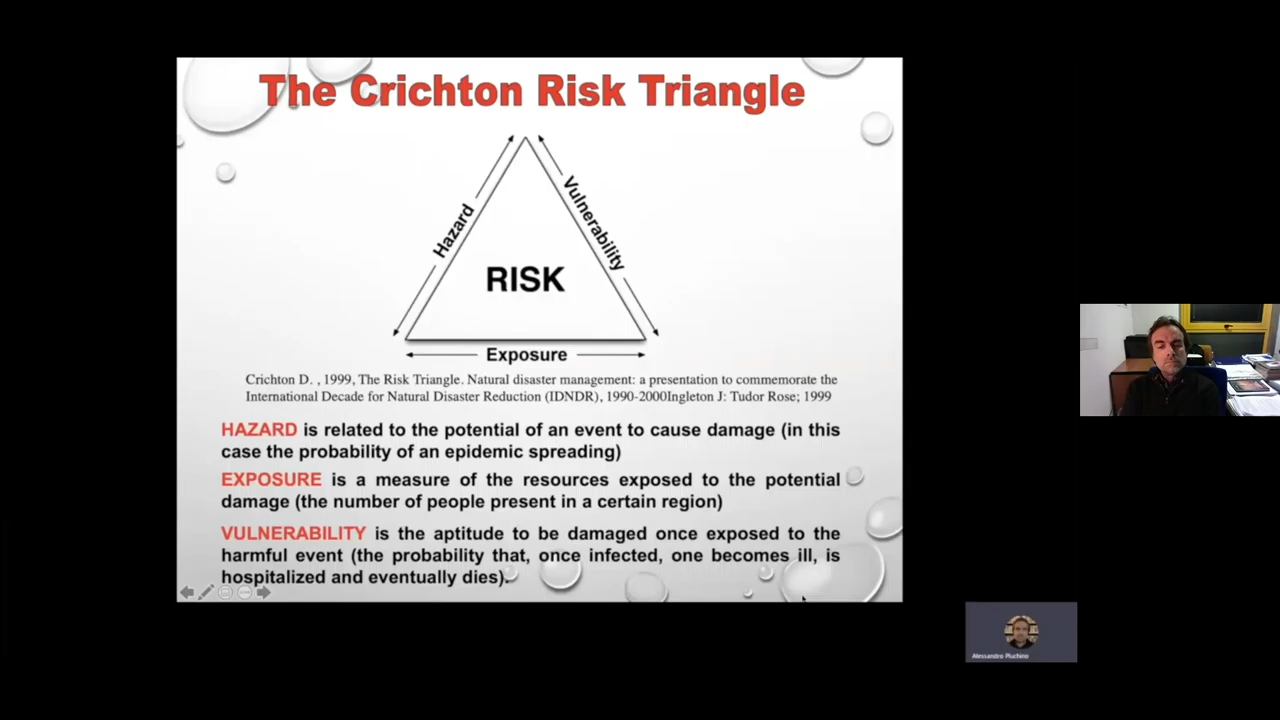 The Crichton Risk Triangle
Hazard
Vulnerability
RISK
Exposure
Crichton D. , 1999, The Risk Triangle. Natural disaster management: a presentation to commemorate the
International Decade for Natural Disaster Reduction (IDNDR), 1990-2000Ingleton J: Tudor Rose; 1999
HAZARD is related to the potential of an event to cause damage (in this
case the probability of an epidemic spreading)
EXPOSURE is a measure of the resources exposed to the potential
damage (the number of people present in a certain region)
VULNERABILITY is the aptitude to be damaged once exposed to the
harmful event (the probability that, once infected, one becomes ill, is
hospitalized and eventually dies).
Alessandro Pluchino